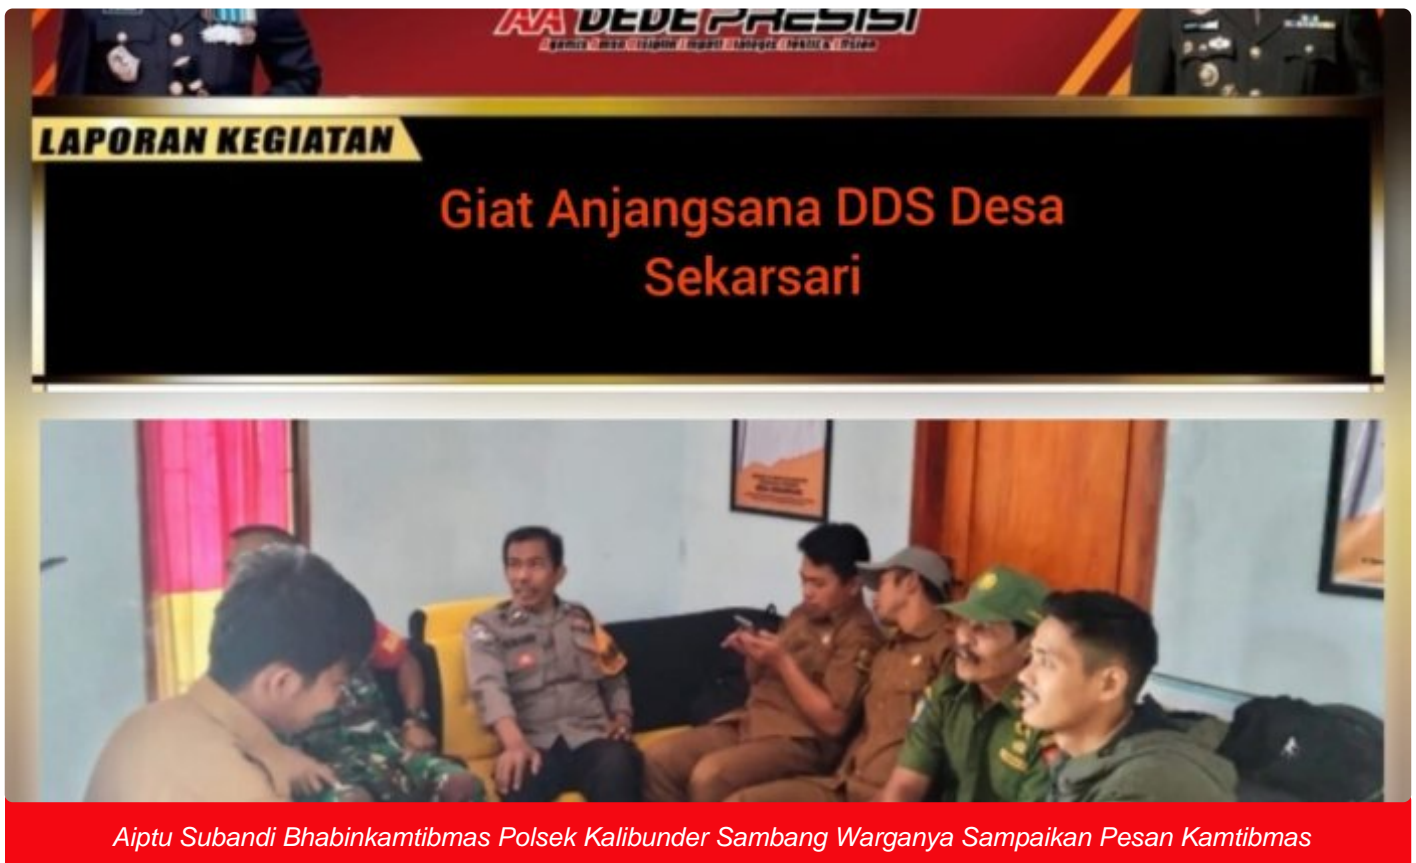 AA DEDE PRESISI
LAPORAN KEGIATAN
Giat Anjangsana DDS Desa
Sekarsari
Aiptu Subandi Bhabinkamtibmas Polsek Kalibunder Sambang Warganya Sampaikan Pesan Kamtibmas